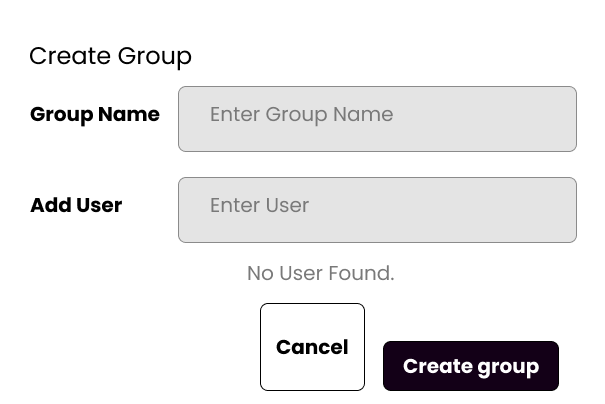 Create Group
Group Name
Enter Group Name
Add User
Enter User
No User Found.
Cancel
Create group